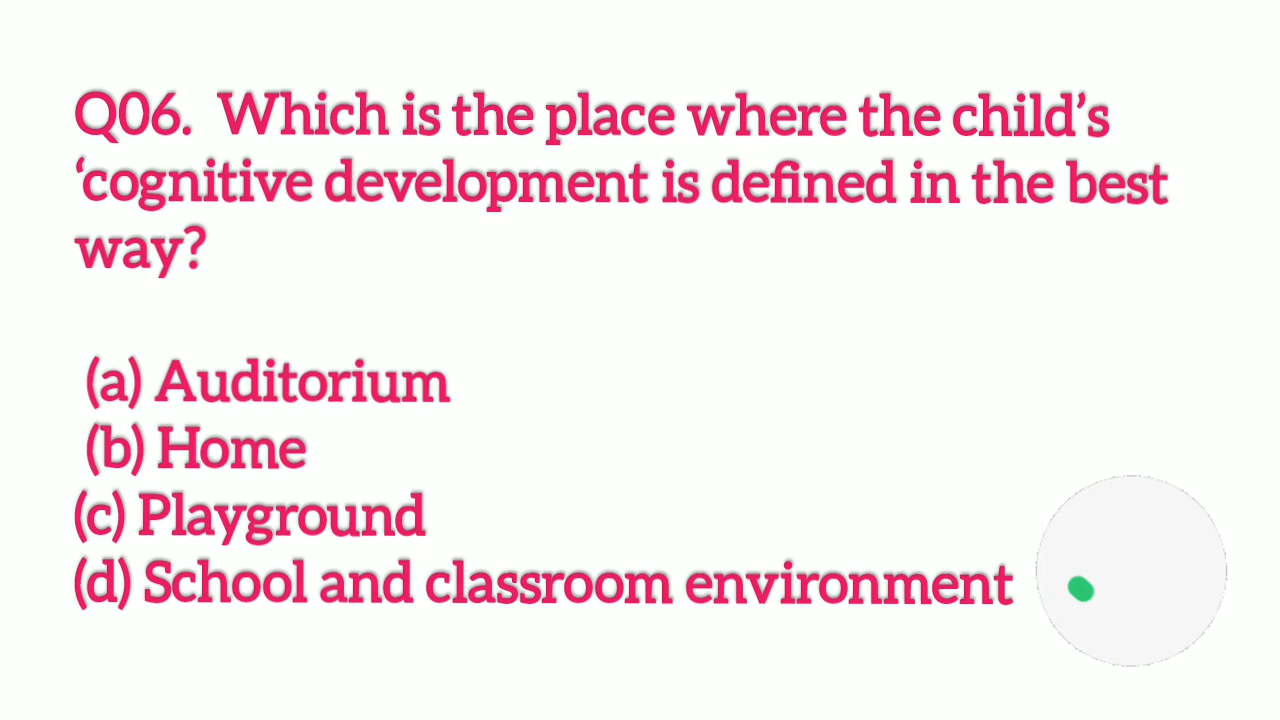 Q06. Which is the place where the child’s
‘cognitive development is defined in the best
way?
(a) Auditorium
(b) Home
(c) Playground
(d) School and classroom environment